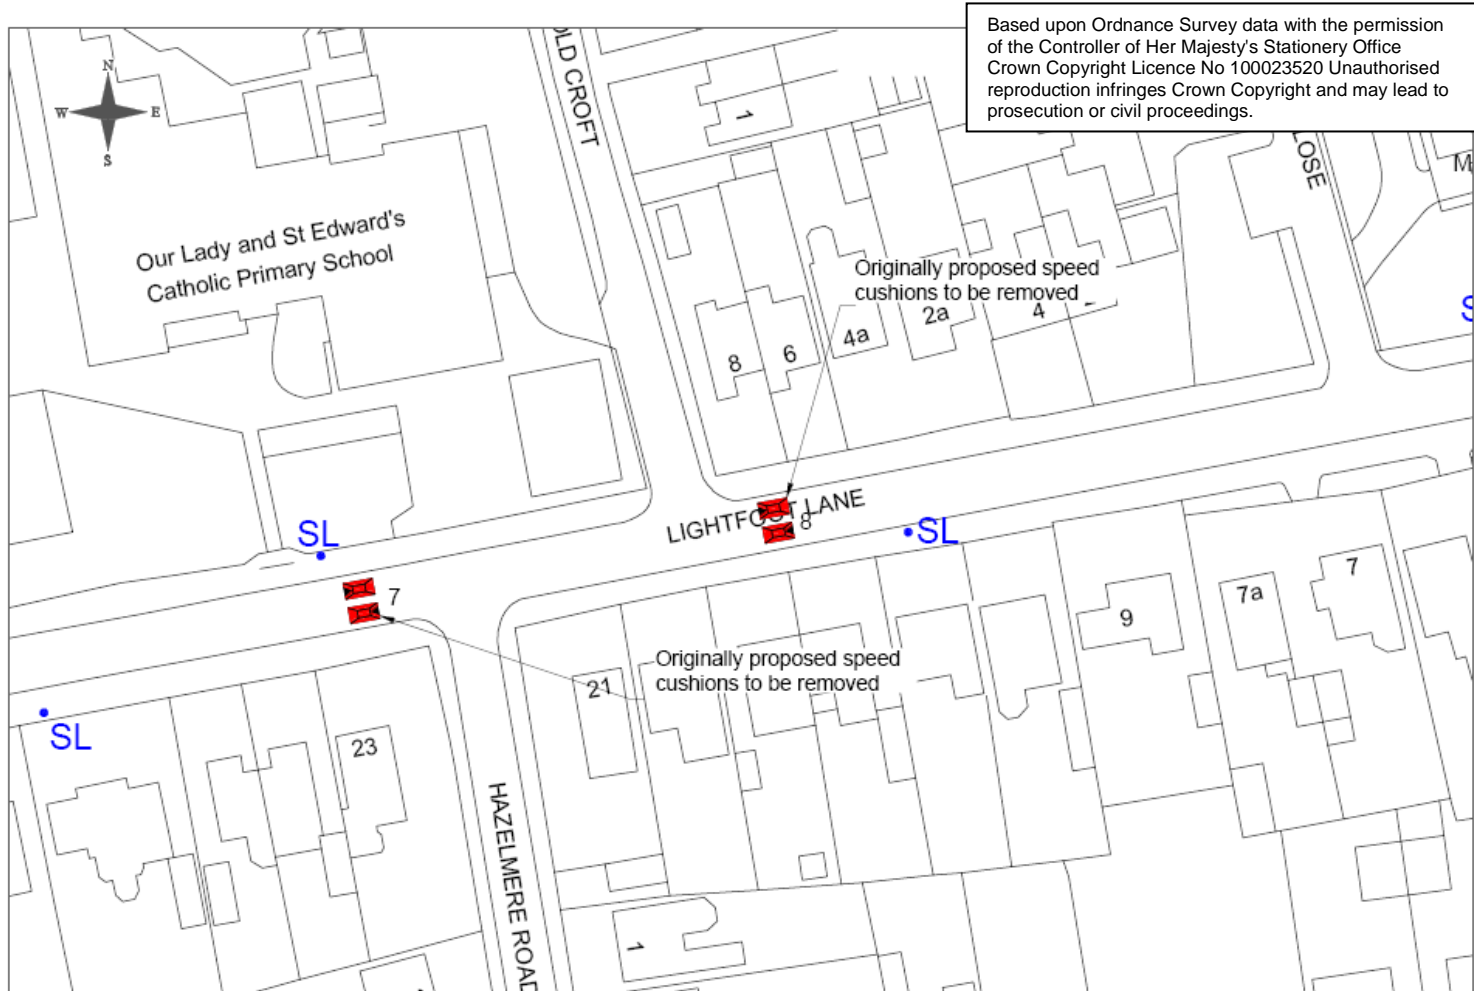 Based upon Ordnance Survey data with the permission
of the Controller of Her Majesty's Stationery Office
Crown Copyright Licence No 100023520 Unauthorised
reproduction infringes Crown Copyright and may lead to
prosecution or civil proceedings.
N
W E
S
OLD CROFT
1
LOSE
M
Our Lady and St Edward's
Catholic Primary School
Originally proposed speed
cushions to be removed
S
8
6
4a
2a
4
LIGHTFOOT LANE
8
SL
SL
7
7
7a
9
Originally proposed speed
cushions to be removed
21
SL
23
HAZELMERE ROAD
1